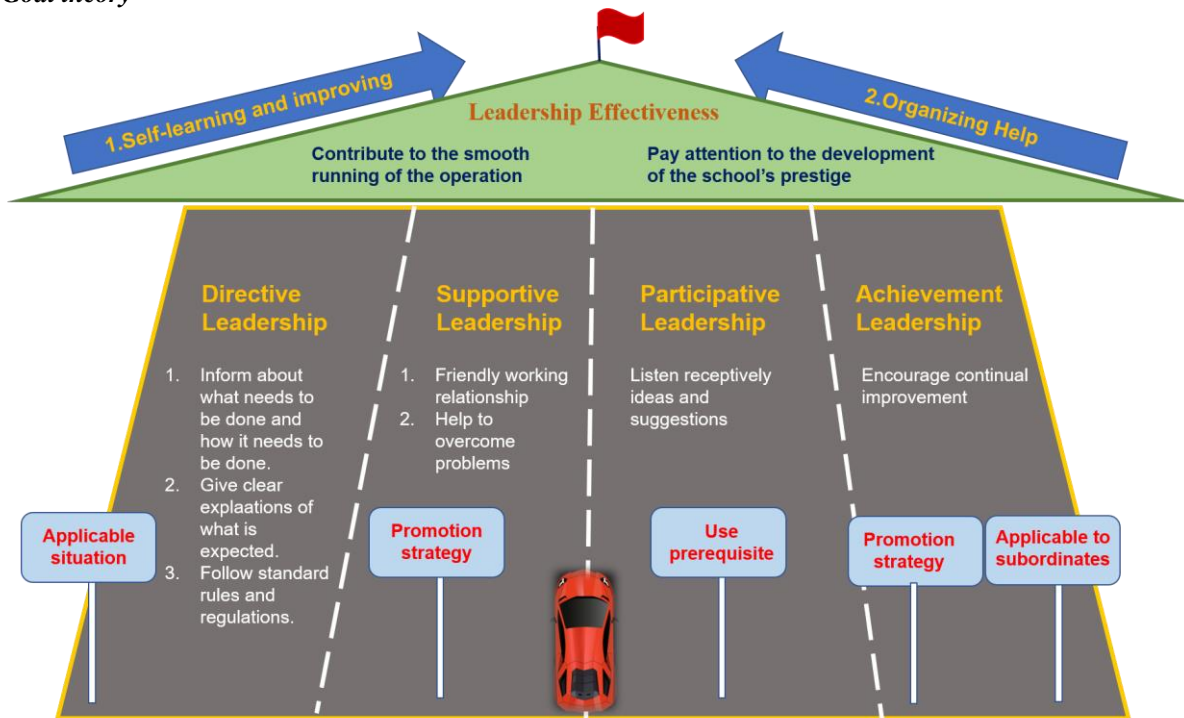 Goal theory
1.Self-learning and improving
2.Organizing Help
Leadership Effectiveness
Contribute to the smooth
running of the operation
Pay attention to the development
of the school's prestige
Directive
Leadership
1. Inform about
what needs to
be done and
how it needs to
be done.
2. Give clear
explaations of
what is
expected.
3. Follow standard
rules and
regulations.
Supportive
Leadership
1. Friendly working
relationship
2. Help to
overcome
problems
Participative
Leadership
Listen receptively
ideas and
suggestions
Achievement
Leadership
Encourage continual
improvement
Applicable
situation
Promotion
strategy
Use
prerequisite
Promotion
strategy
Applicable to
subordinates